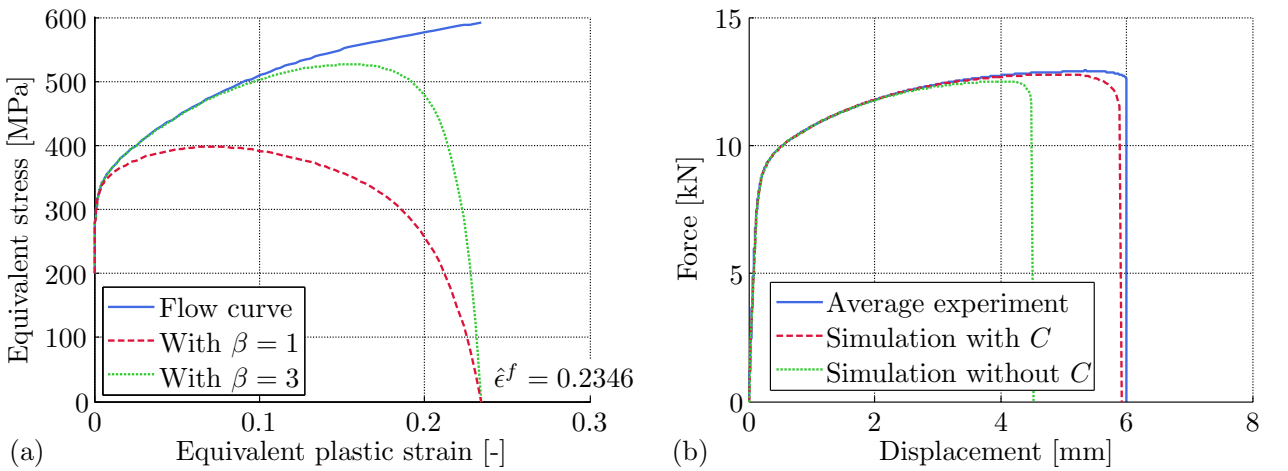 600
500
400
300
200
100
0
Equivalent stress [MPa]
Flow curve
With β = 1
With β = 3
ϵ̂ᶠ = 0.2346
0 0.1 0.2 0.3
(a) Equivalent plastic strain [-]
15
10
5
0
Force [kN]
Average experiment
Simulation with C
Simulation without C
0 2 4 6 8
(b) Displacement [mm]